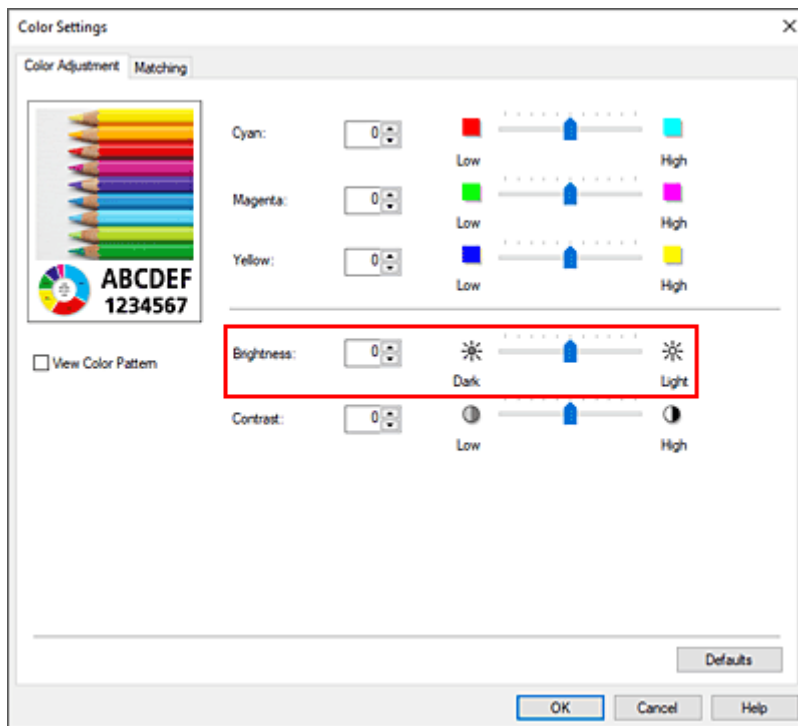 Color Settings
Color Adjustment Matching
Cyan: 0
Low High
Magenta: 0
Low High
Yellow: 0
Low High
ABCDEF
1234567
View Color Pattern
Brightness: 0
Dark Light
Contrast: 0
Low High
Defaults
OK Cancel Help